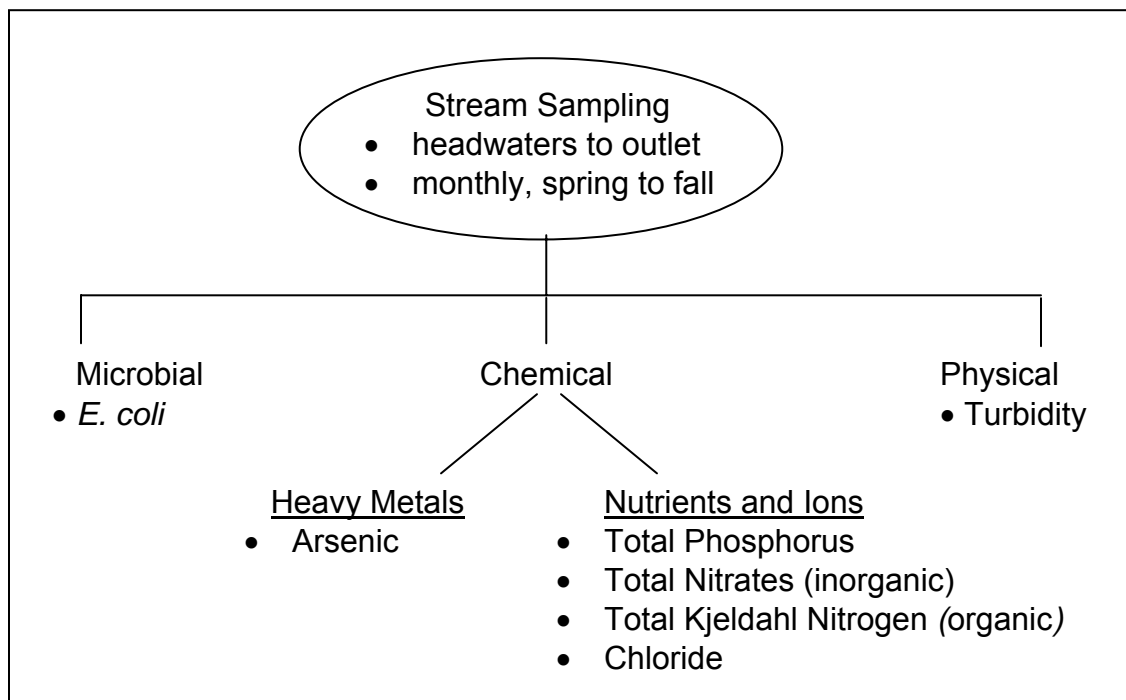 Stream Sampling
• headwaters to outlet
• monthly, spring to fall
Microbial
• E. coli
Chemical
Physical
• Turbidity
Heavy Metals
• Arsenic
Nutrients and Ions
• Total Phosphorus
• Total Nitrates (inorganic)
• Total Kjeldahl Nitrogen (organic)
• Chloride